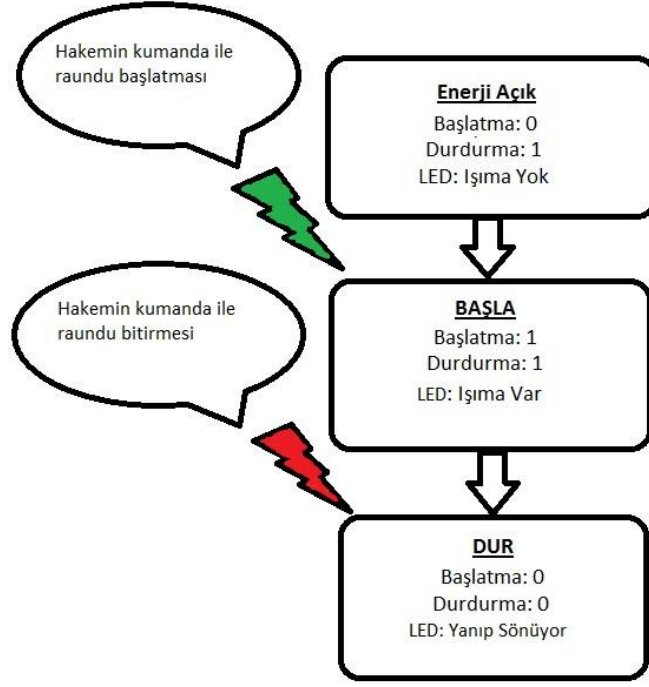 Hakemin kumanda ile
raundu başlatması
Enerji Açık
Başlatma: 0
Durdurma: 1
LED: Işıma Yok
Hakemin kumanda ile
raundu bitirmesi
BAŞLA
Başlatma: 1
Durdurma: 1
LED: Işıma Var
DUR
Başlatma: 0
Durdurma: 0
LED: Yanıp Sönüyor